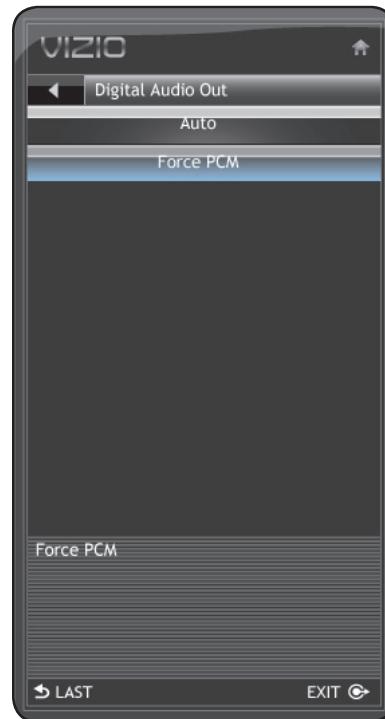 VIZIO
Digital Audio Out
Auto
Force PCM
Force PCM
LAST EXIT